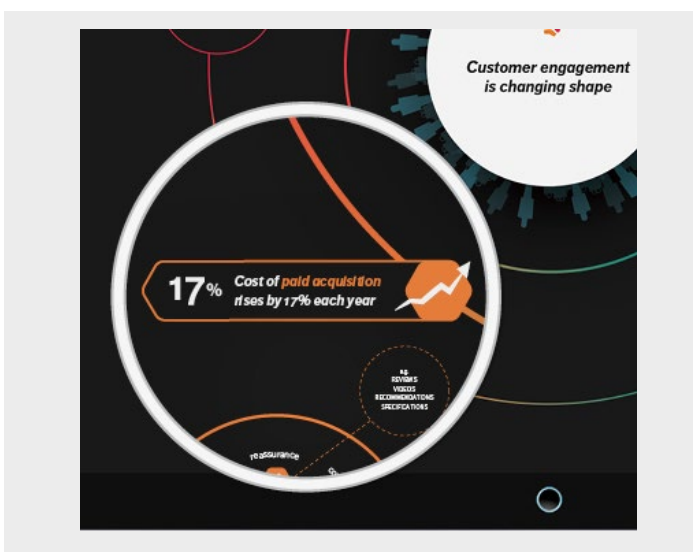 Customer engagement
is changing shape
17%
Cost of paid acquisition
rises by 17% each year
e.g.
REVIEWS
VIDEOS
RECOMMENDATIONS
SPECIFICATIONS
reassurance